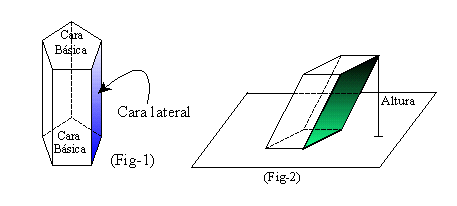 Cara
Básica
Cara lateral
Cara
Básica
(Fig-1)
Altura
(Fig-2)